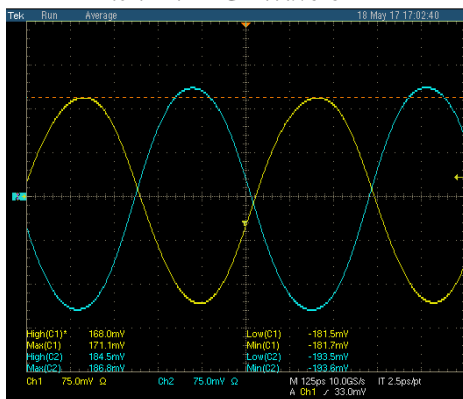 Tek Run Average 18 May 17 17:02:40
High(C1)* 168.0mV Low(C1) -181.5mV
Max(C1) 171.1mV Min(C1) -181.7mV
High(C2) 184.5mV Low(C2) -193.5mV
Max(C2) 186.8mV Min(C2) -193.6mV
Ch1 75.0mV Ω Ch2 75.0mV Ω M 125ps 10.0GS/s IT 2.5ps/pt
A Ch1 / 33.0mV